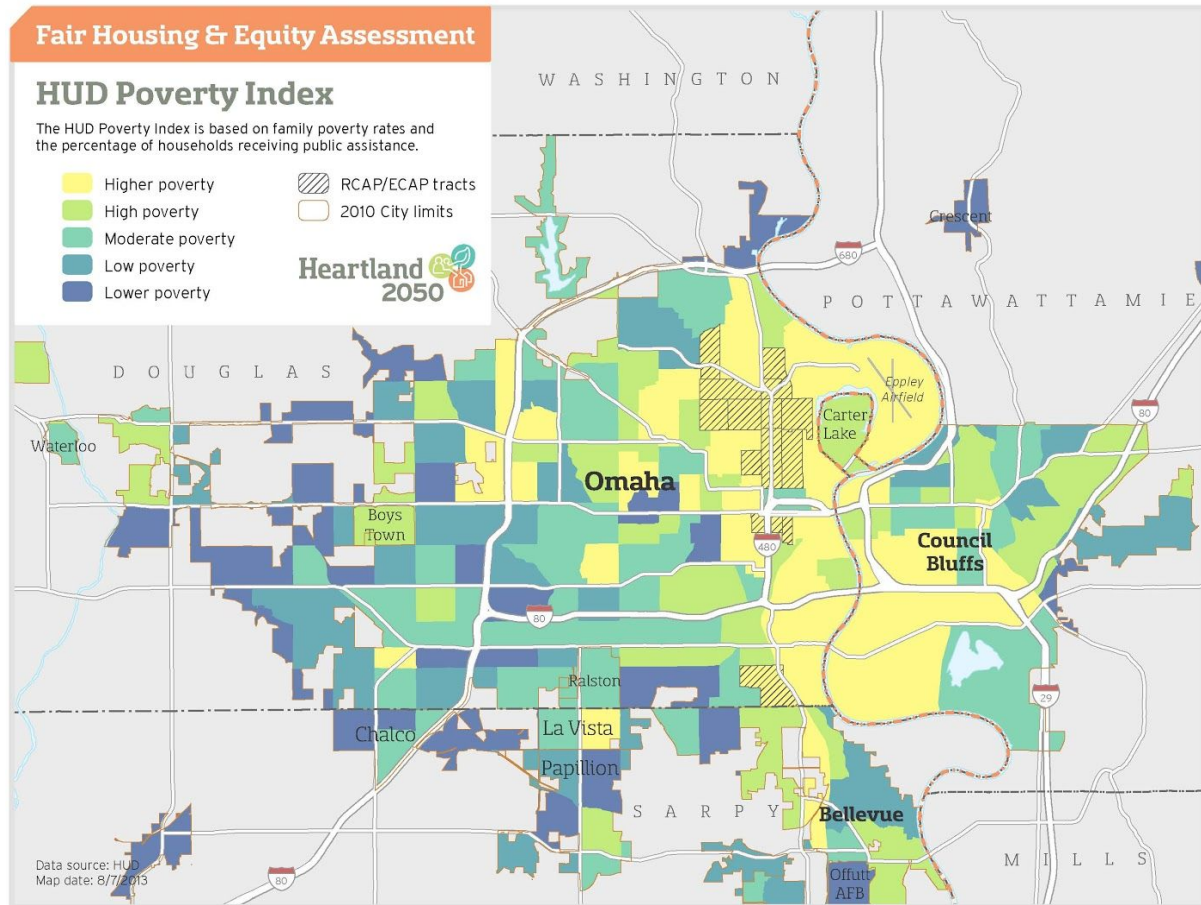 Fair Housing & Equity Assessment
HUD Poverty Index
The HUD Poverty Index is based on family poverty rates and
the percentage of households receiving public assistance.
Higher poverty
High poverty
Moderate poverty
Low poverty
Lower poverty
RCAP/ECAP tracts
2010 City limits
Heartland
2050
WASHINGTON
Crescent
680
POTTAWATTAMIE
DOUGLAS
Eppley
Airfield
80
Carter
Lake
Waterloo
Omaha
Boys
Town
480
Council
Bluffs
80
Ralston
29
La Vista
Chalco
Papillion
SARPY
Bellevue
MILLS
Offutt
AFB
80
Data source: HUD
Map date: 8/7/2013